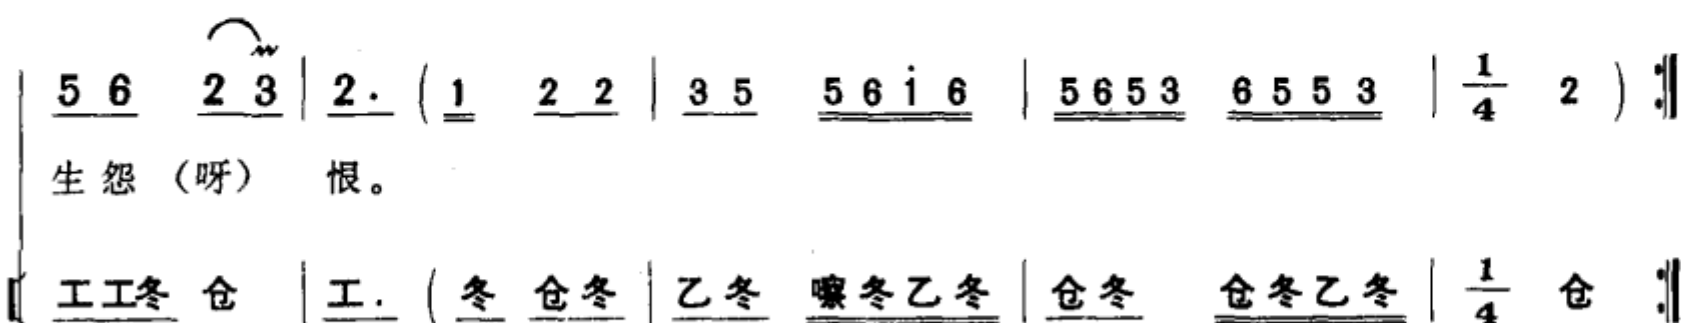 5 6 2 3 | 2. ( 1 2 2 | 3 5 5 6 i 6 | 5 6 5 3 6 5 5 3 | 1/4 2 ) :‖
生 怨 （呀） 恨。
工 工 冬 仓 | 工. ( 冬 仓 冬 | 乙 冬 嚓 冬 乙 冬 | 仓 冬 仓 冬 乙 冬 | 1/4 仓 :‖